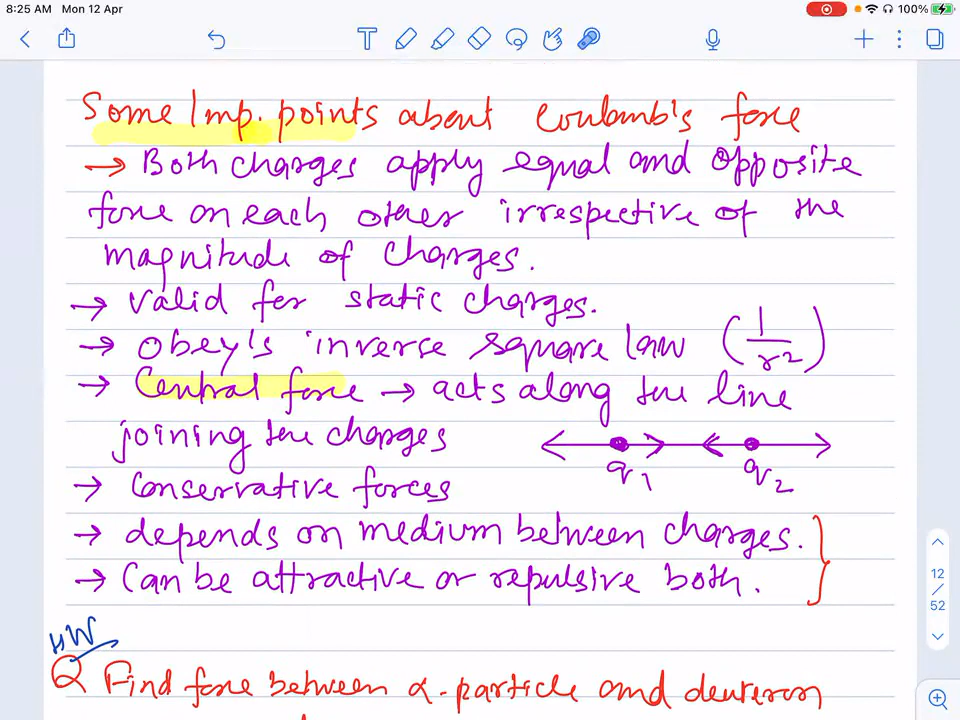 8:25 AM Mon 12 Apr 100%
Some Imp. points about Coulomb's force
→ Both charges apply equal and opposite
force on each other irrespective of the
magnitude of charges.
→ Valid for static charges.
→ Obey's inverse square law (1/r²)
→ Central force → acts along the line
joining the charges
q1 q2
→ Conservative forces
→ depends on medium between charges.
→ Can be attractive or repulsive both.
12
/
52
HW
Q Find force between α-particle and deuteron